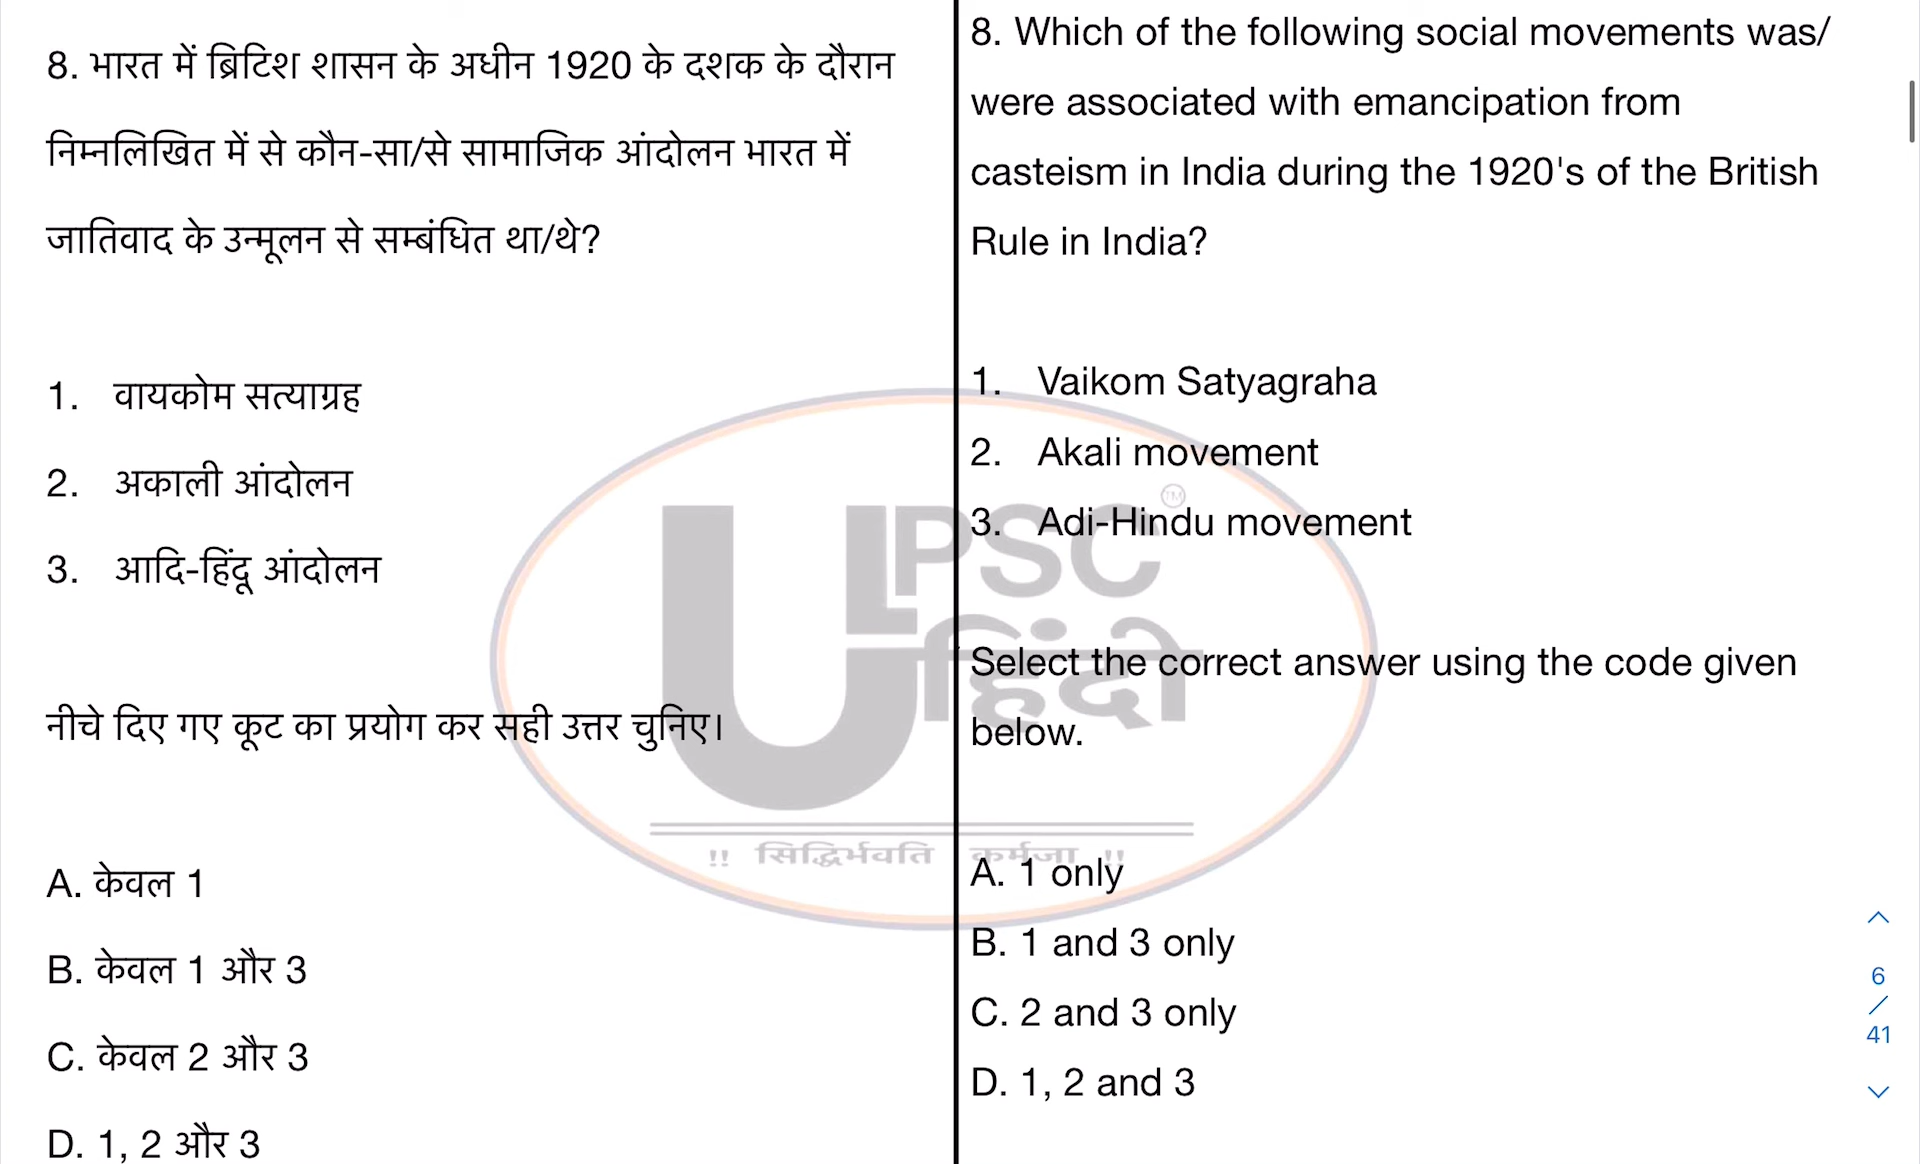 8. भारत में ब्रिटिश शासन के अधीन 1920 के दशक के दौरान
निम्नलिखित में से कौन-सा/से सामाजिक आंदोलन भारत में
जातिवाद के उन्मूलन से सम्बंधित था/थे?
1. वायकोम सत्याग्रह
2. अकाली आंदोलन
3. आदि-हिंदू आंदोलन
नीचे दिए गए कूट का प्रयोग कर सही उत्तर चुनिए।
A. केवल 1
B. केवल 1 और 3
C. केवल 2 और 3
D. 1, 2 और 3
8. Which of the following social movements was/
were associated with emancipation from
casteism in India during the 1920's of the British
Rule in India?
1. Vaikom Satyagraha
2. Akali movement
3. Adi-Hindu movement
Select the correct answer using the code given
below.
A. 1 only
B. 1 and 3 only
C. 2 and 3 only
D. 1, 2 and 3
UPSC
TM
हिंदी
!! सिद्धिर्भवति कर्मजा !!
6
/
41